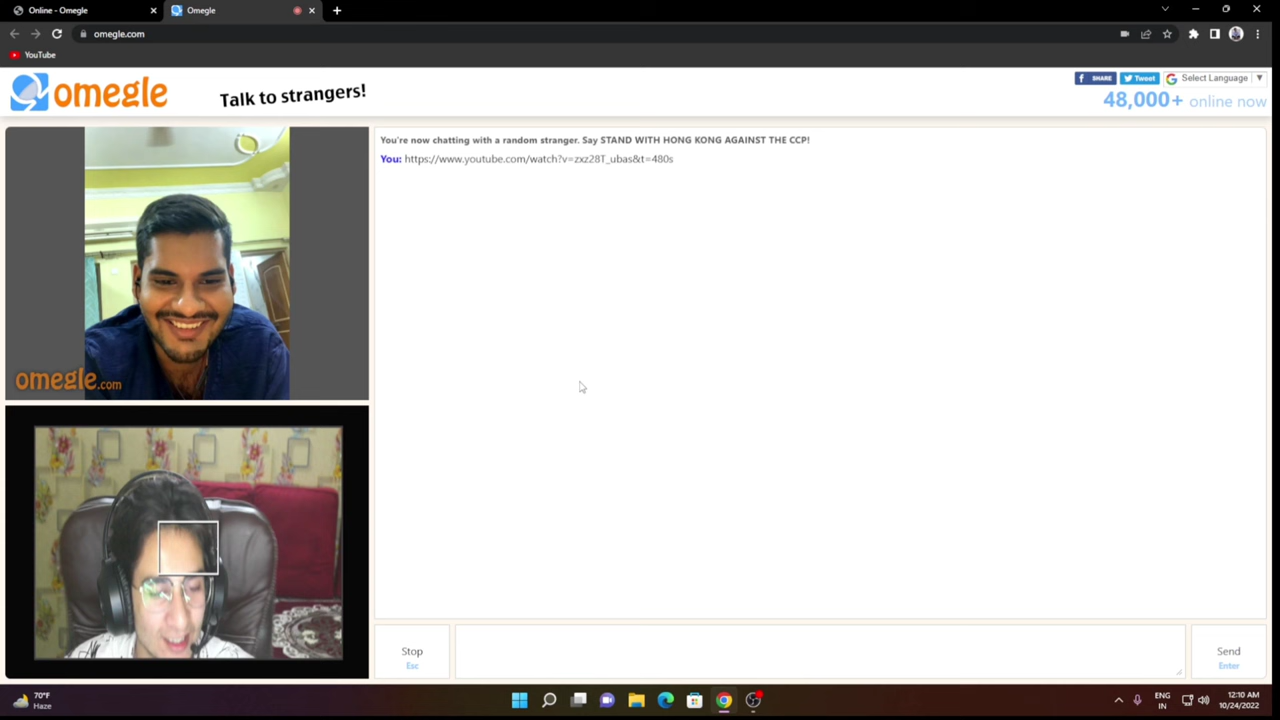 Online - Omegle
Omegle
omegle.com
YouTube
omegle
Talk to strangers!
SHARE
Tweet
Select Language
48,000+ online now
You're now chatting with a random stranger. Say STAND WITH HONG KONG AGAINST THE CCP!
You: https://www.youtube.com/watch?v=zxz28T_ubas&t=480s
omegle.com
Stop
Esc
Send
Enter
70°F
Haze
ENG
IN
12:10 AM
10/24/2022